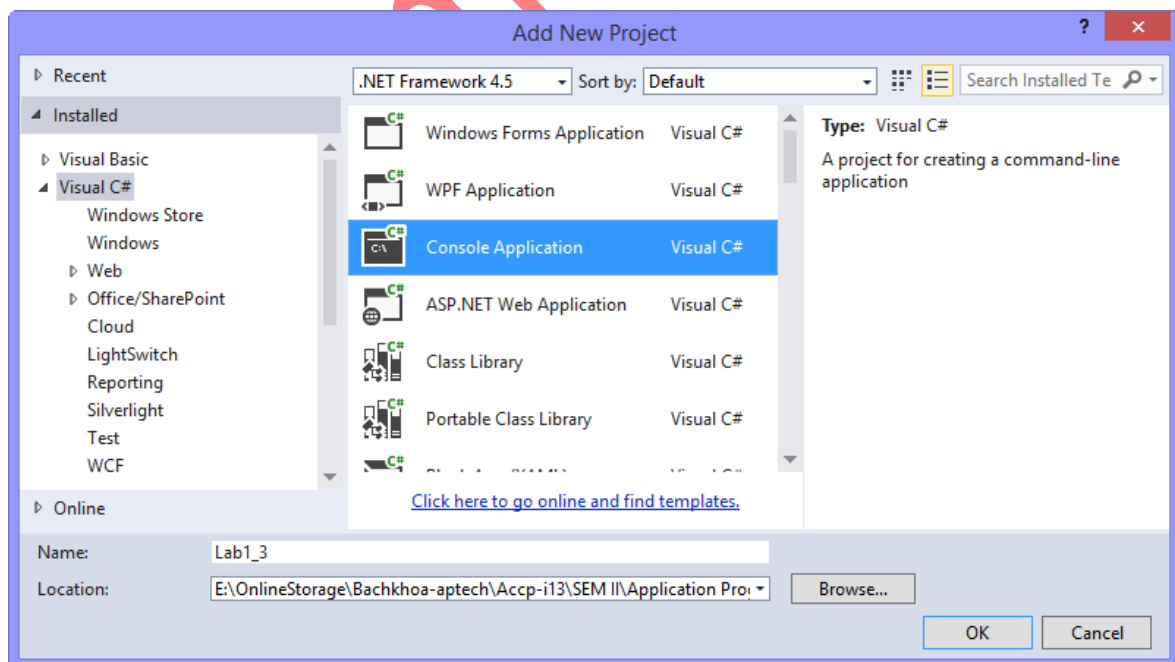 Add New Project
?
Recent
.NET Framework 4.5
Sort by: Default
Search Installed Te
Installed
Visual Basic
Visual C#
Windows Store
Windows
Web
Office/SharePoint
Cloud
LightSwitch
Reporting
Silverlight
Test
WCF
Online
C# Windows Forms Application Visual C#
C# WPF Application Visual C#
C# C:\ Console Application Visual C#
C# ASP.NET Web Application Visual C#
C# Class Library Visual C#
C# Portable Class Library Visual C#
C#
Click here to go online and find templates.
Type: Visual C#
A project for creating a command-line
application
Name: Lab1_3
Location: E:\OnlineStorage\Bachkhoa-aptech\Accp-i13\SEM II\Application Pro
Browse...
OK
Cancel